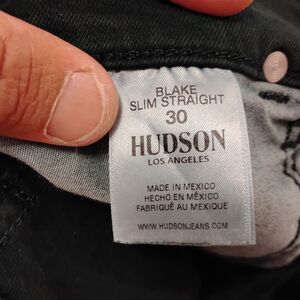 BLAKE
SLIM STRAIGHT
30
HUDSON
LOS ANGELES
MADE IN MEXICO
HECHO EN MÉXICO
FABRIQUÉ AU MEXIQUE
WWW.HUDSONJEANS.COM